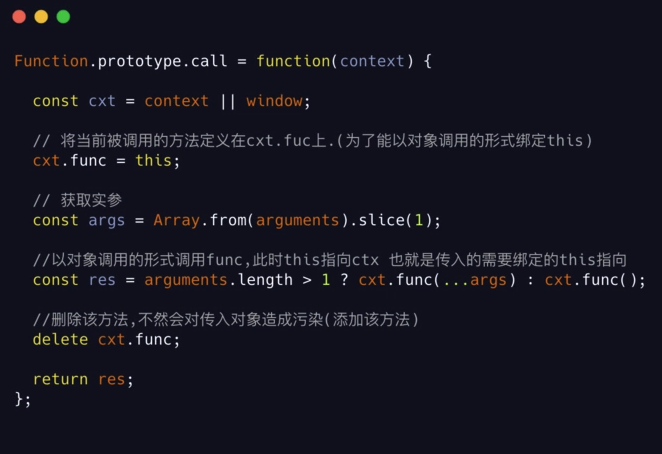 Function.prototype.call = function(context) {
const cxt = context || window;
// 将当前被调用的方法定义在cxt.fuc上.(为了能以对象调用的形式绑定this)
cxt.func = this;
// 获取实参
const args = Array.from(arguments).slice(1);
//以对象调用的形式调用func,此时this指向ctx 也就是传入的需要绑定的this指向
const res = arguments.length > 1 ? cxt.func(...args) : cxt.func();
//删除该方法,不然会对传入对象造成污染(添加该方法)
delete cxt.func;
return res;
};